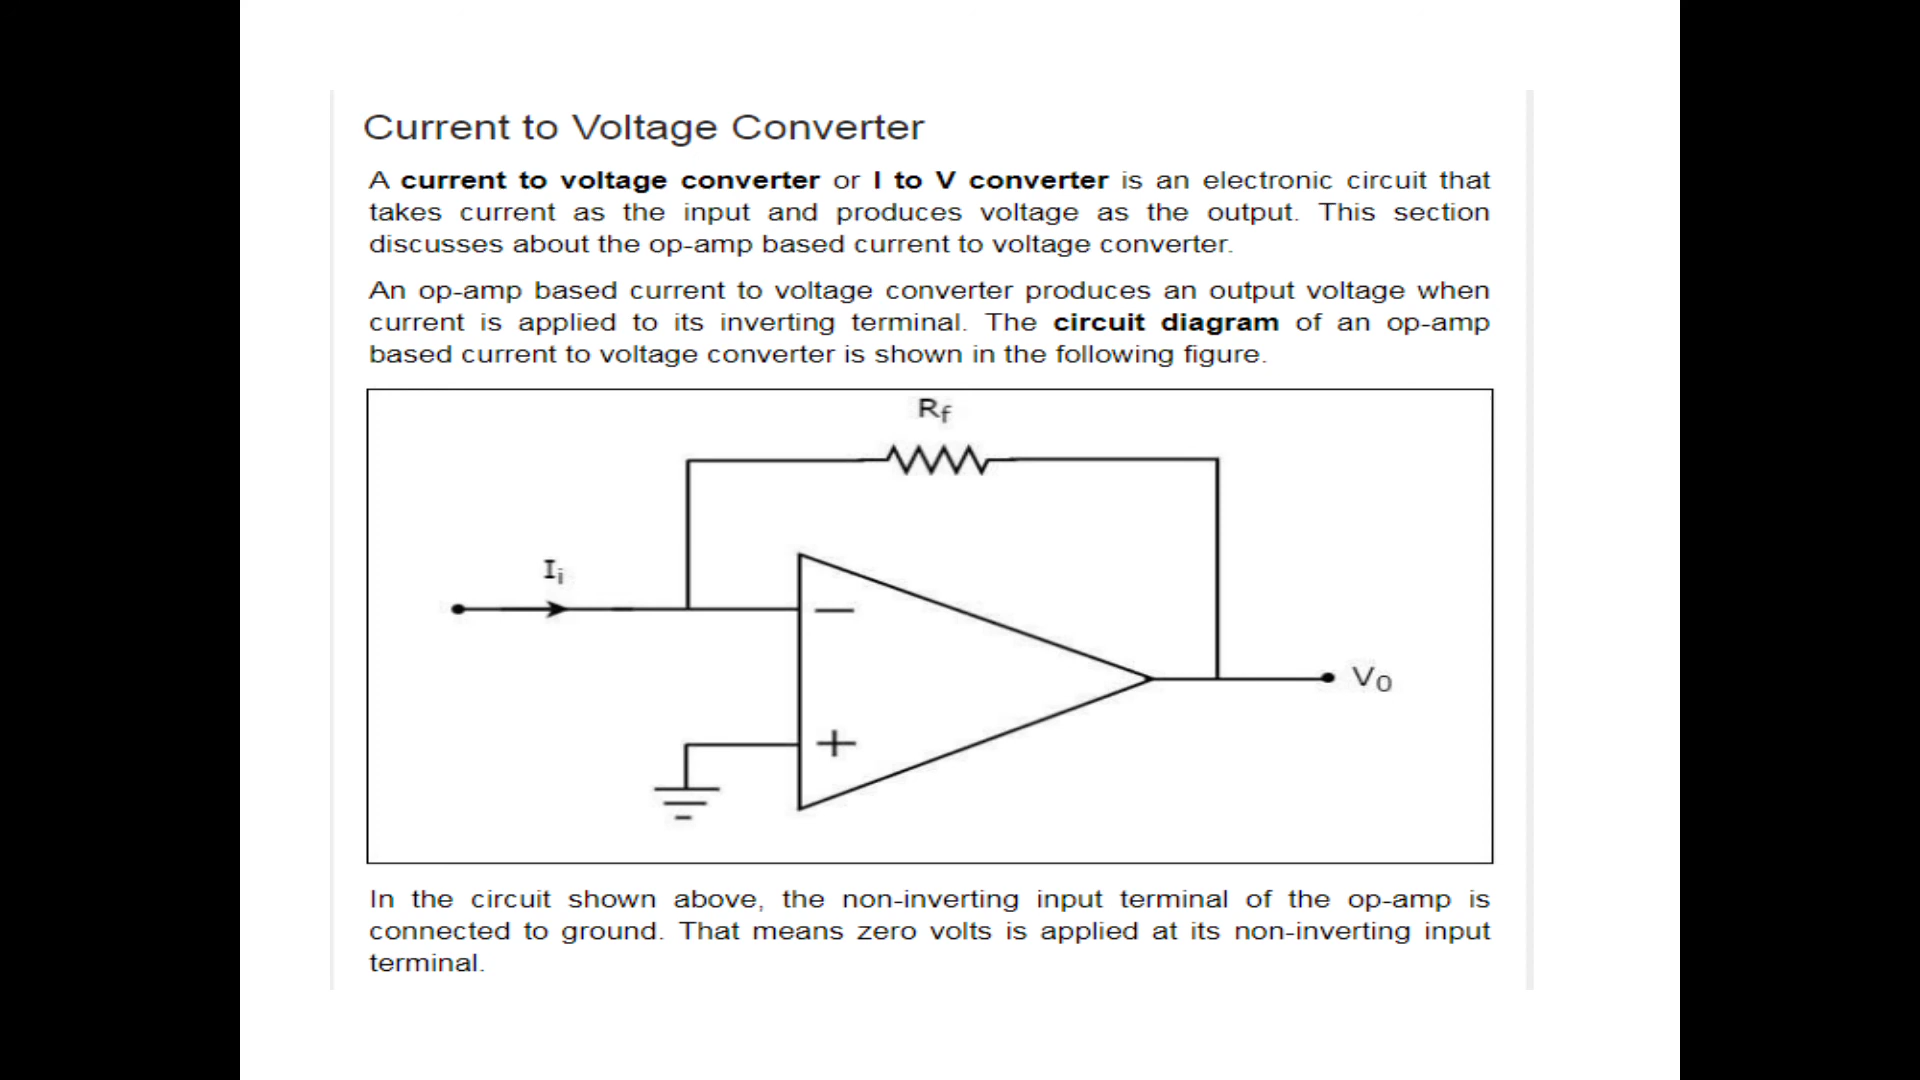 Current to Voltage Converter
A current to voltage converter or I to V converter is an electronic circuit that
takes current as the input and produces voltage as the output. This section
discusses about the op-amp based current to voltage converter.
An op-amp based current to voltage converter produces an output voltage when
current is applied to its inverting terminal. The circuit diagram of an op-amp
based current to voltage converter is shown in the following figure.
Rf
Ii
−
V0
+
In the circuit shown above, the non-inverting input terminal of the op-amp is
connected to ground. That means zero volts is applied at its non-inverting input
terminal.